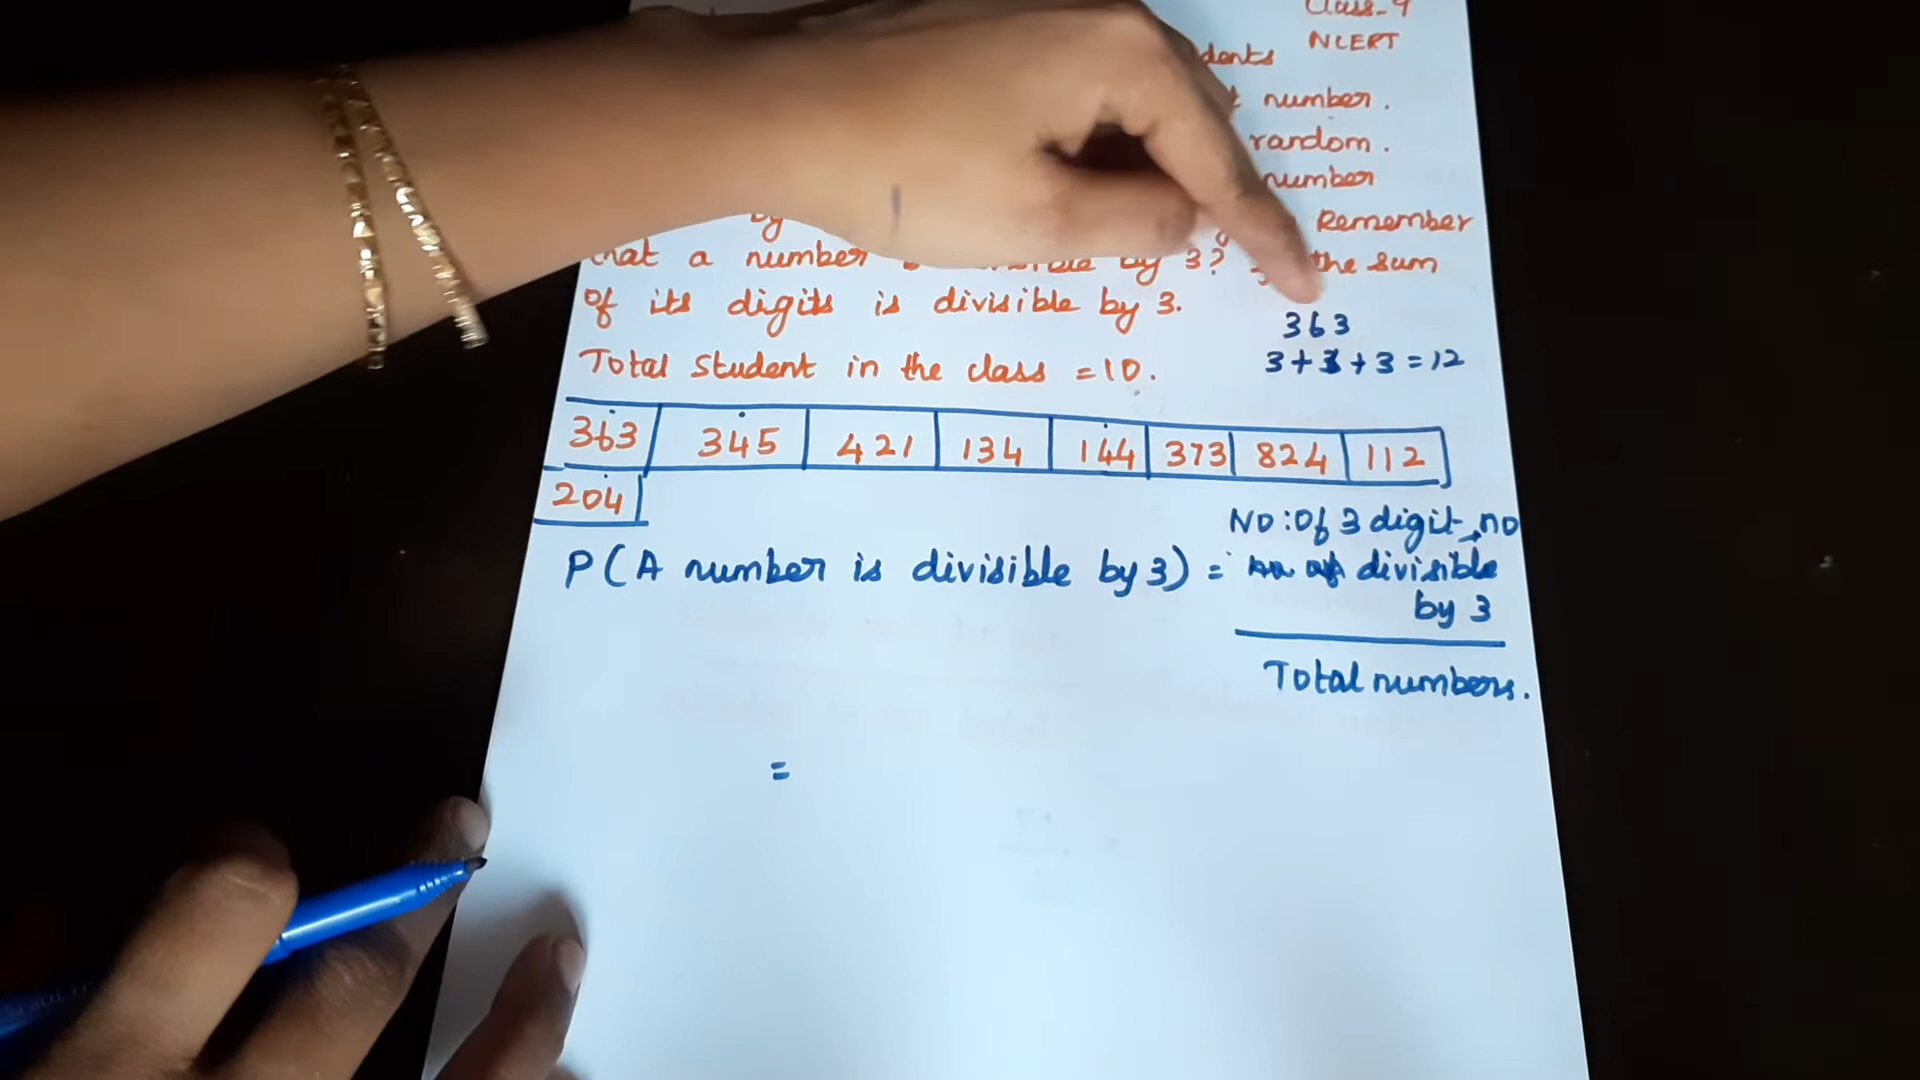 Class-9
NCERT
dents
number.
random.
number
by Remember
that a number by 3? the sum
of its digits is divisible by 3.
363
Total student in the class = 10.
3+3+3=12
363 345 421 134 144 373 824 112
204
No: Of 3 digit no
P(A number is divisible by 3) = divisible
by 3
Total numbers.
=